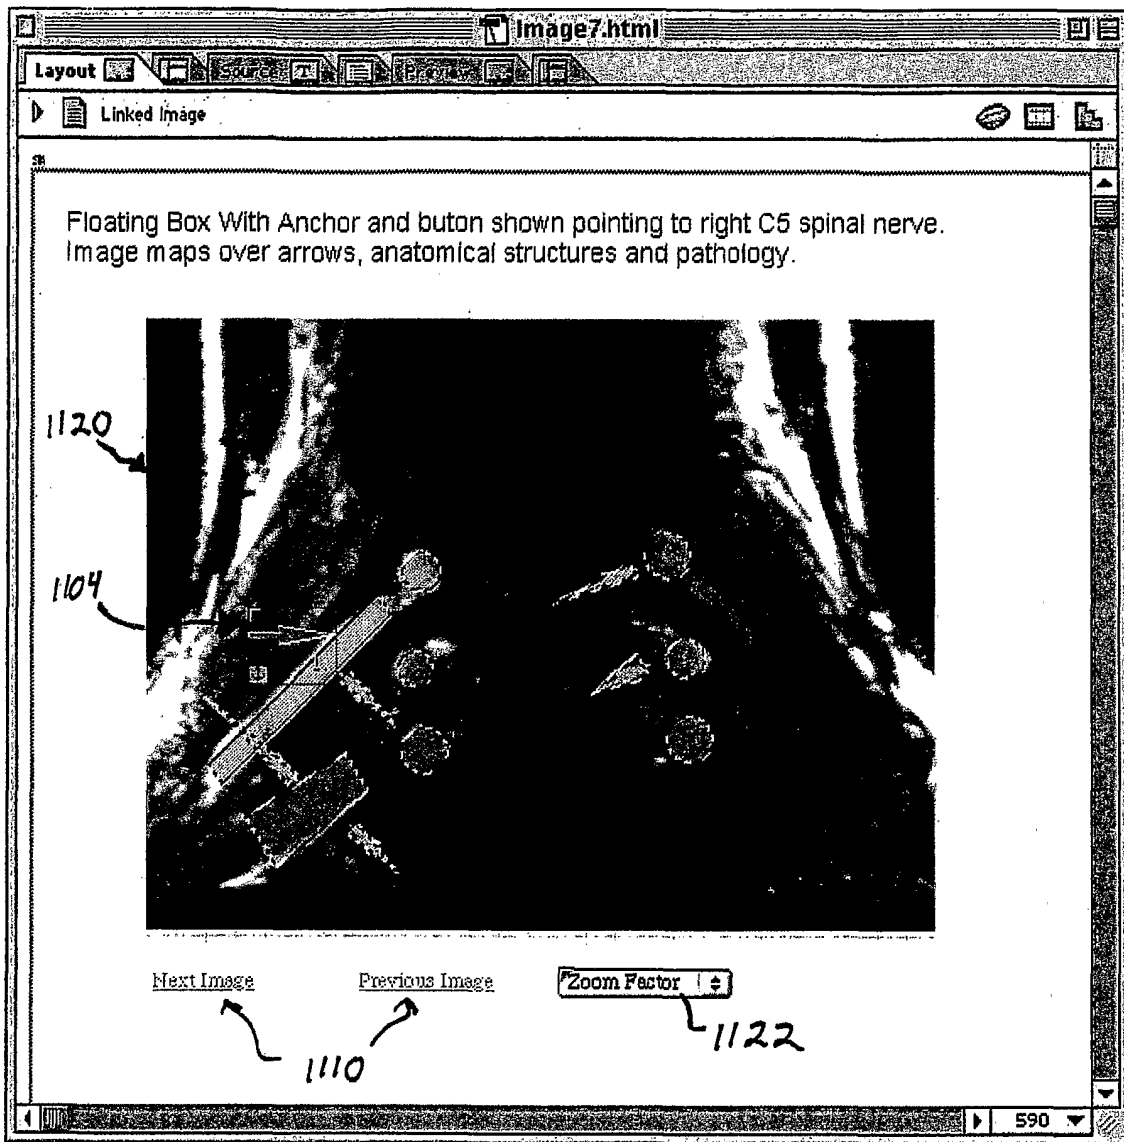 Image7.html
Layout Source Preview
Linked Image
Floating Box With Anchor and buton shown pointing to right C5 spinal nerve.
Image maps over arrows, anatomical structures and pathology.
1120
1104
Next Image Previous Image Zoom Factor
1110
1122
590